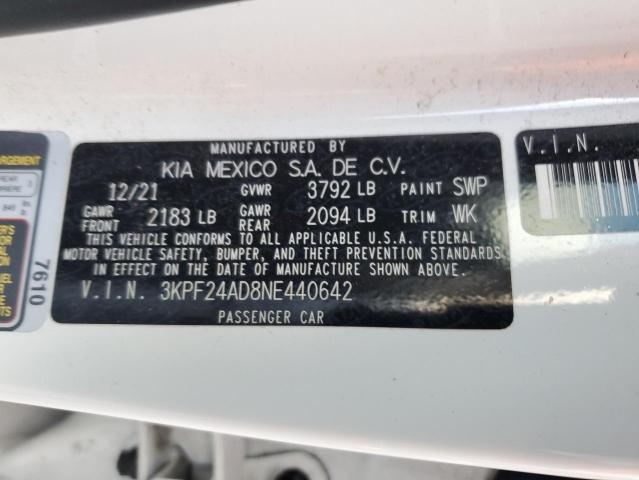 MANUFACTURED BY
KIA MEXICO S.A. DE C.V.
12/21 GVWR 3792 LB PAINT SWP
GAWR FRONT 2183 LB GAWR REAR 2094 LB TRIM WK
THIS VEHICLE CONFORMS TO ALL APPLICABLE U.S.A. FEDERAL
MOTOR VEHICLE SAFETY, BUMPER, AND THEFT PREVENTION STANDARDS
IN EFFECT ON THE DATE OF MANUFACTURE SHOWN ABOVE.
V.I.N. 3KPF24AD8NE440642
PASSENGER CAR
V.I.N.
7610
REAR